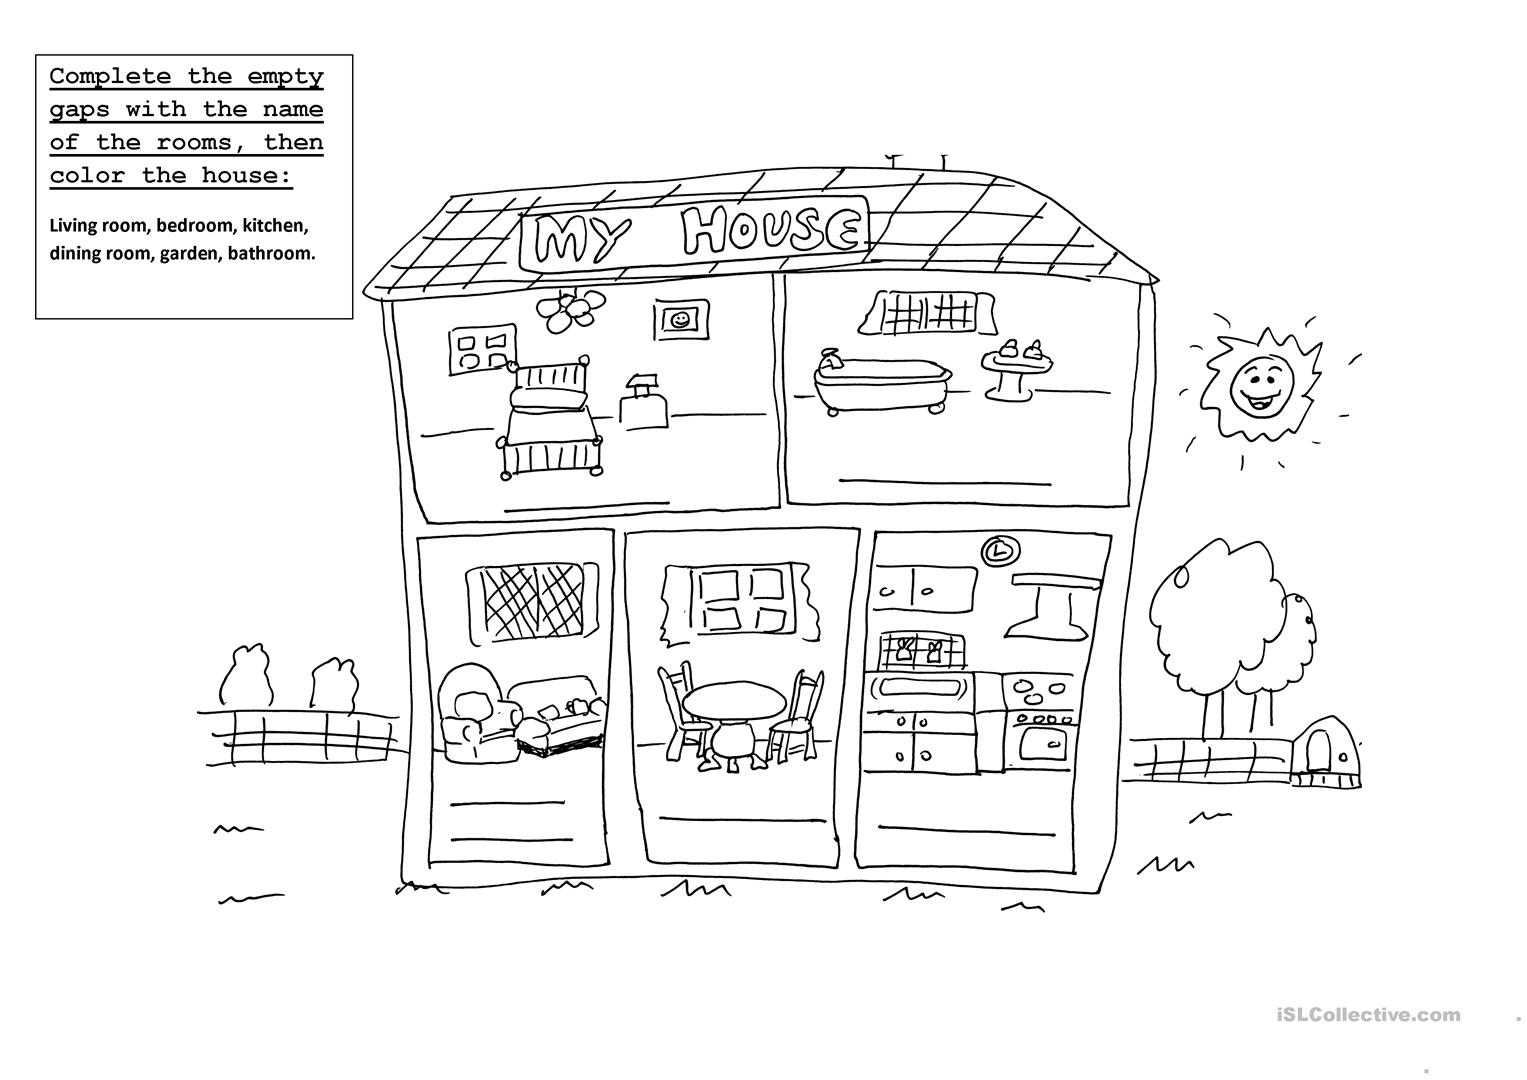 Complete the empty
gaps with the name
of the rooms, then
color the house:
Living room, bedroom, kitchen,
dining room, garden, bathroom.
MY HOUSE
iSLCollective.com